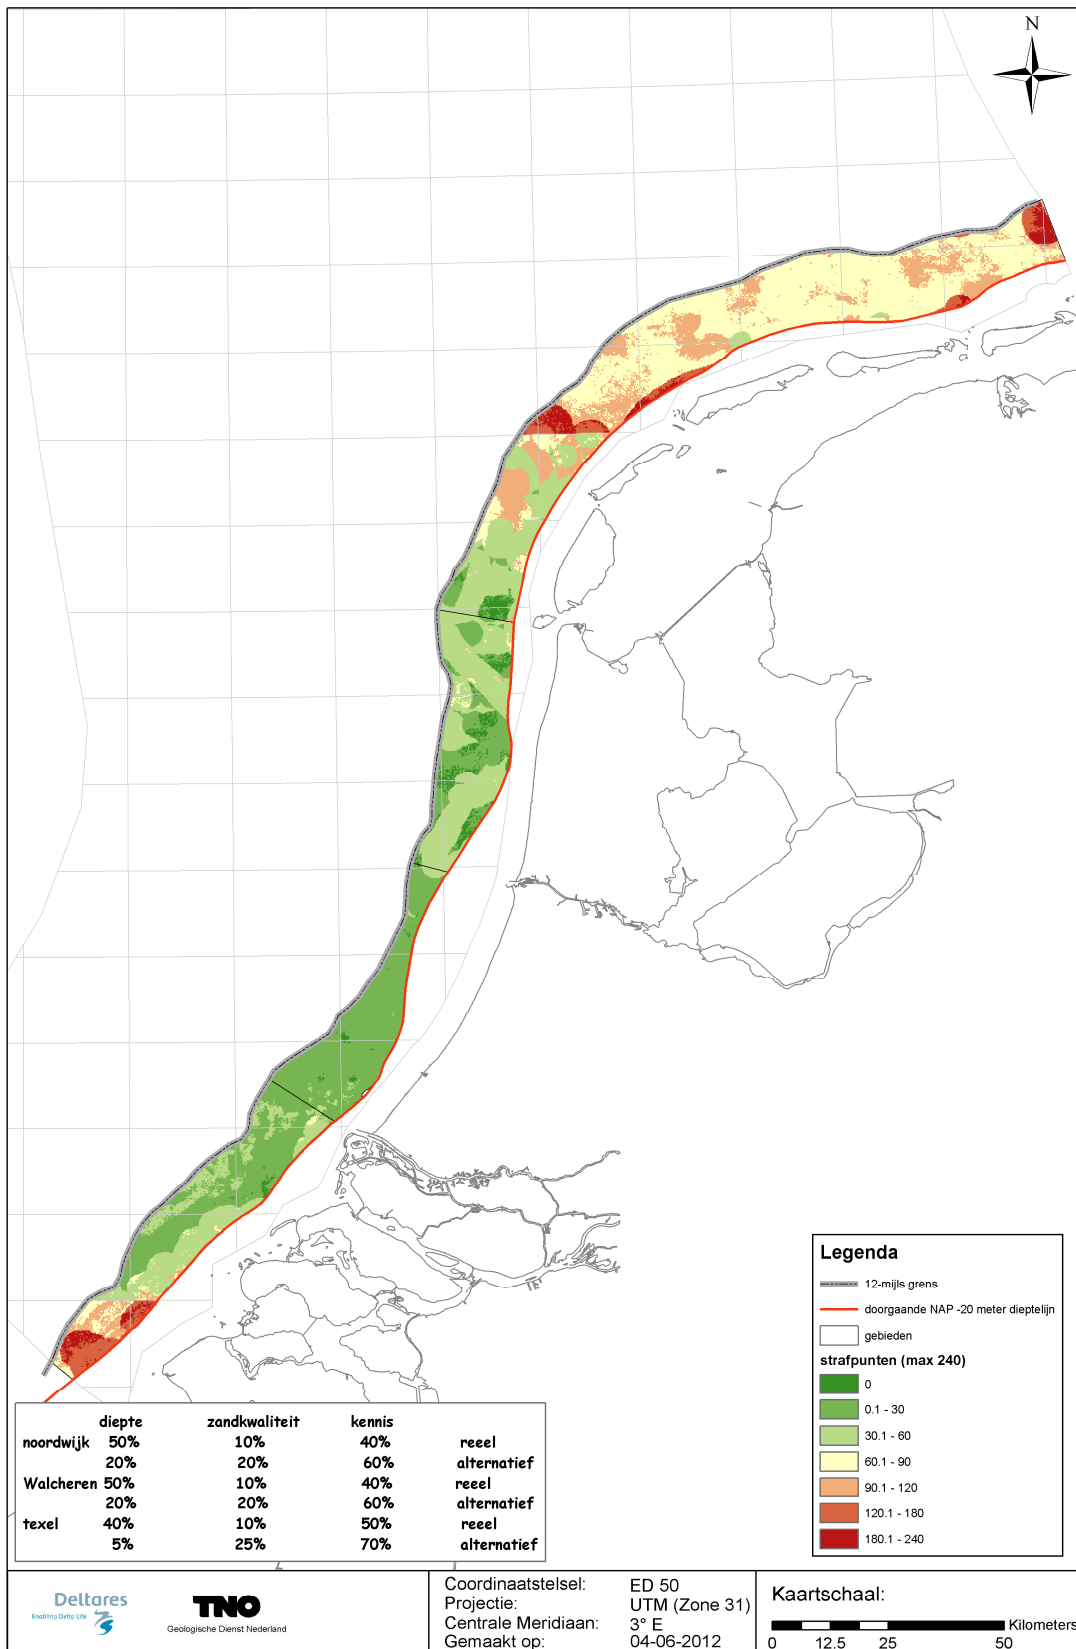 N
Legenda
12-mijls grens
doorgaande NAP -20 meter dieptelijn
gebieden
strafpunten (max 240)
0
0.1 - 30
30.1 - 60
60.1 - 90
90.1 - 120
120.1 - 180
180.1 - 240
diepte zandkwaliteit kennis
noordwijk 50% 10% 40% reeel
20% 20% 60% alternatief
Walcheren 50% 10% 40% reeel
20% 20% 60% alternatief
texel 40% 10% 50% reeel
5% 25% 70% alternatief
Deltares
Enabling Delta Life
TNO
Geologische Dienst Nederland
Coordinaatstelsel: ED 50
Projectie: UTM (Zone 31)
Centrale Meridiaan: 3° E
Gemaakt op: 04-06-2012
Kaartschaal:
Kilometers
0 12.5 25 50